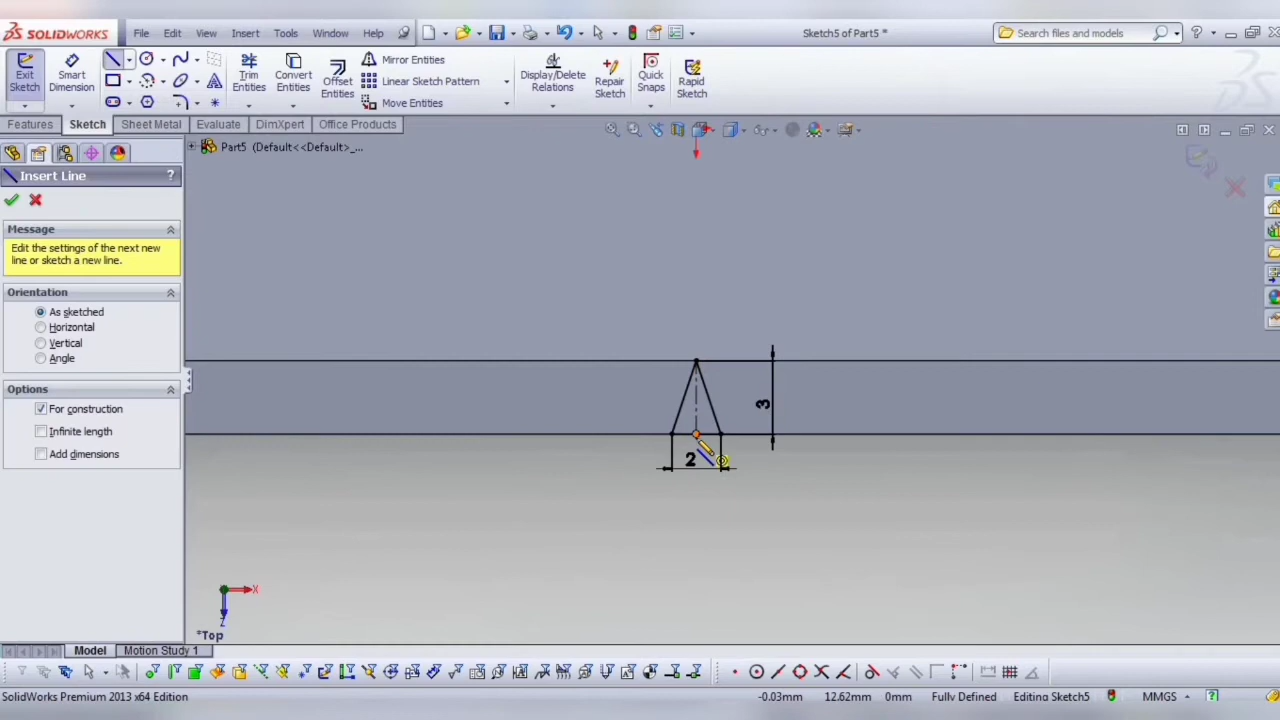 SOLIDWORKS File Edit View Insert Tools Window Help Sketch5 of Part5 * Search files and models
Exit Sketch
Smart Dimension
Trim Entities
Convert Entities
Offset Entities
Mirror Entities
Linear Sketch Pattern
Move Entities
Display/Delete Relations
Repair Sketch
Quick Snaps
Rapid Sketch
Features Sketch Sheet Metal Evaluate DimXpert Office Products
Part5 (Default<<Default>_...
Insert Line ?
Message
Edit the settings of the next new
line or sketch a new line.
Orientation
As sketched
Horizontal
Vertical
Angle
Options
For construction
Infinite length
Add dimensions
3
2
X
Z
*Top
Model Motion Study 1
SolidWorks Premium 2013 x64 Edition -0.03mm 12.62mm 0mm Fully Defined Editing Sketch5 MMGS